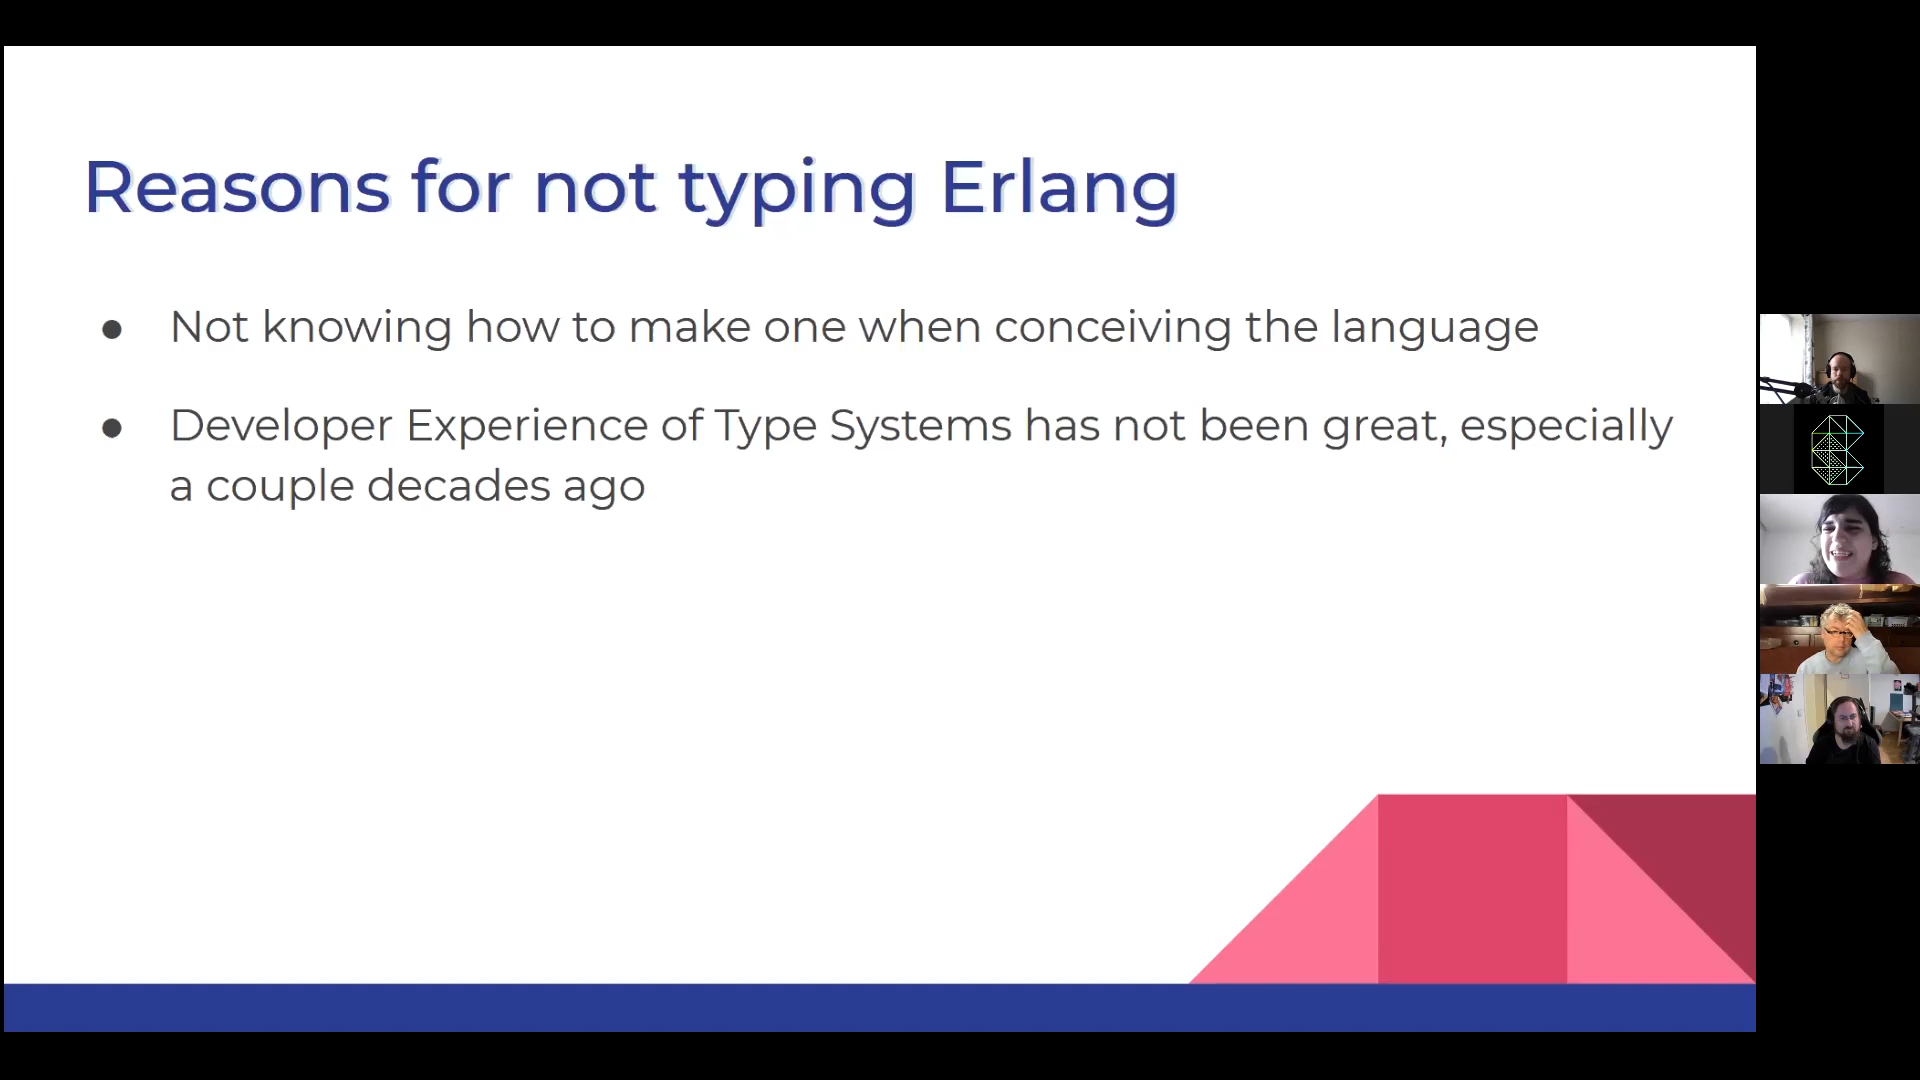 Reasons for not typing Erlang
● Not knowing how to make one when conceiving the language
● Developer Experience of Type Systems has not been great, especially
a couple decades ago